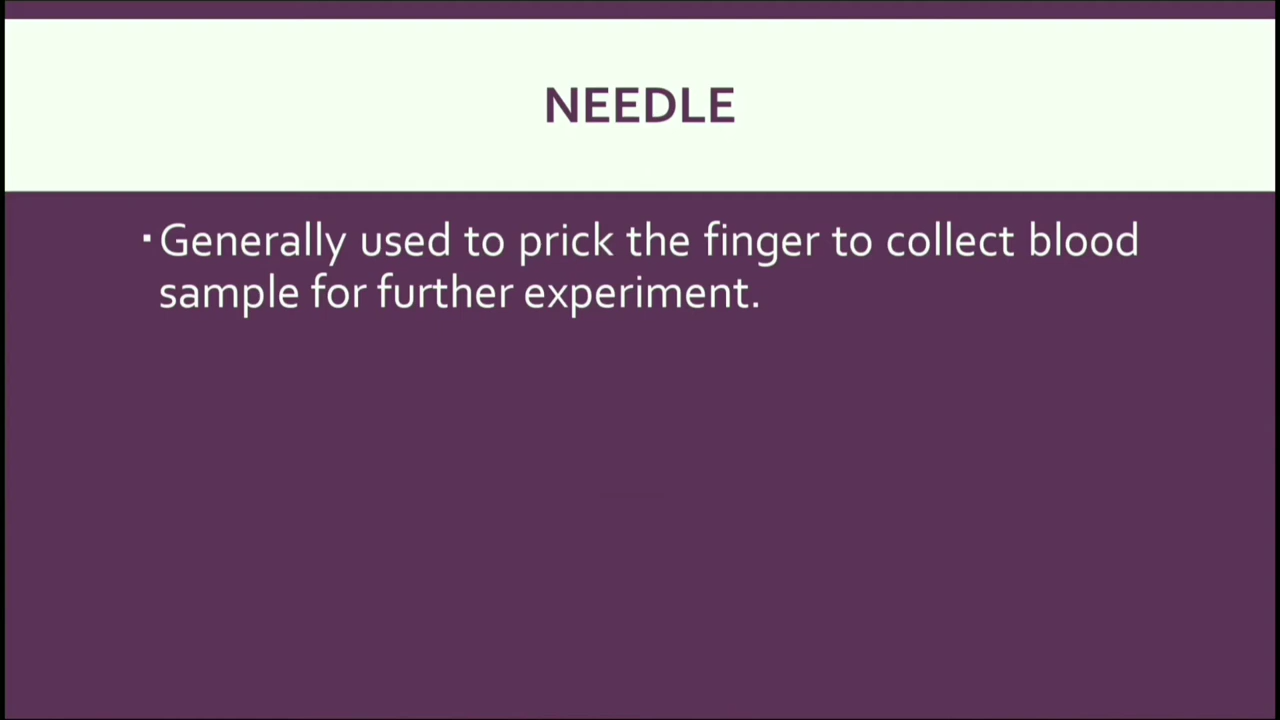 NEEDLE
▪Generally used to prick the finger to collect blood
sample for further experiment.